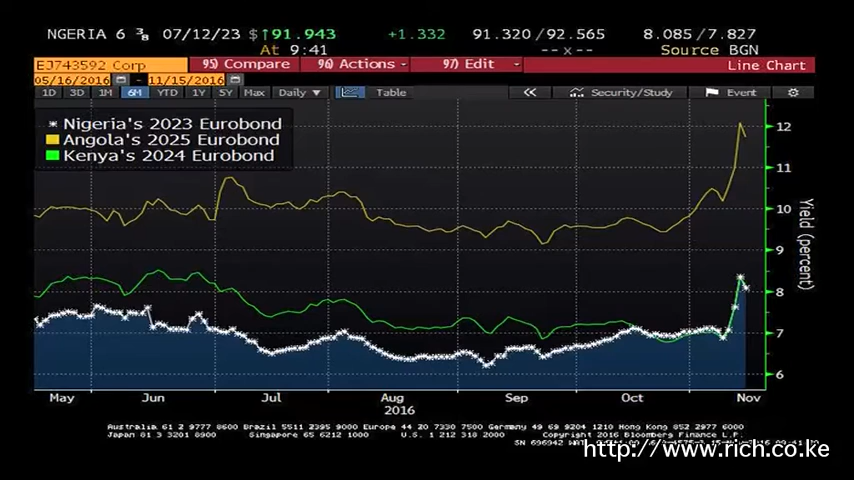 NGERIA 6 3/8 07/12/23 $↑91.943 +1.332 91.320/92.565 8.085/7.827
At 9:41 --x-- Source BGN
EJ743592 Corp 95) Compare 96) Actions 97) Edit Line Chart
05/16/2016 - 11/15/2016
1D 3D 1M 6M YTD 1Y 5Y Max Daily ▼ Table « Security/Study Event
Nigeria's 2023 Eurobond
Angola's 2025 Eurobond
Kenya's 2024 Eurobond
12
11
10
9
8
7
6
Yield (percent)
May Jun Jul Aug Sep Oct Nov
2016
Australia 61 2 9777 8600 Brazil 5511 2395 9000 Europe 44 20 7330 7500 Germany 49 69 9204 1210 Hong Kong 852 2977 6000
Japan 81 3 3201 8900 Singapore 65 6212 1000 U.S. 1 212 318 2000 Copyright 2016 Bloomberg Finance L.P.
SN 696942
http://www.rich.co.ke